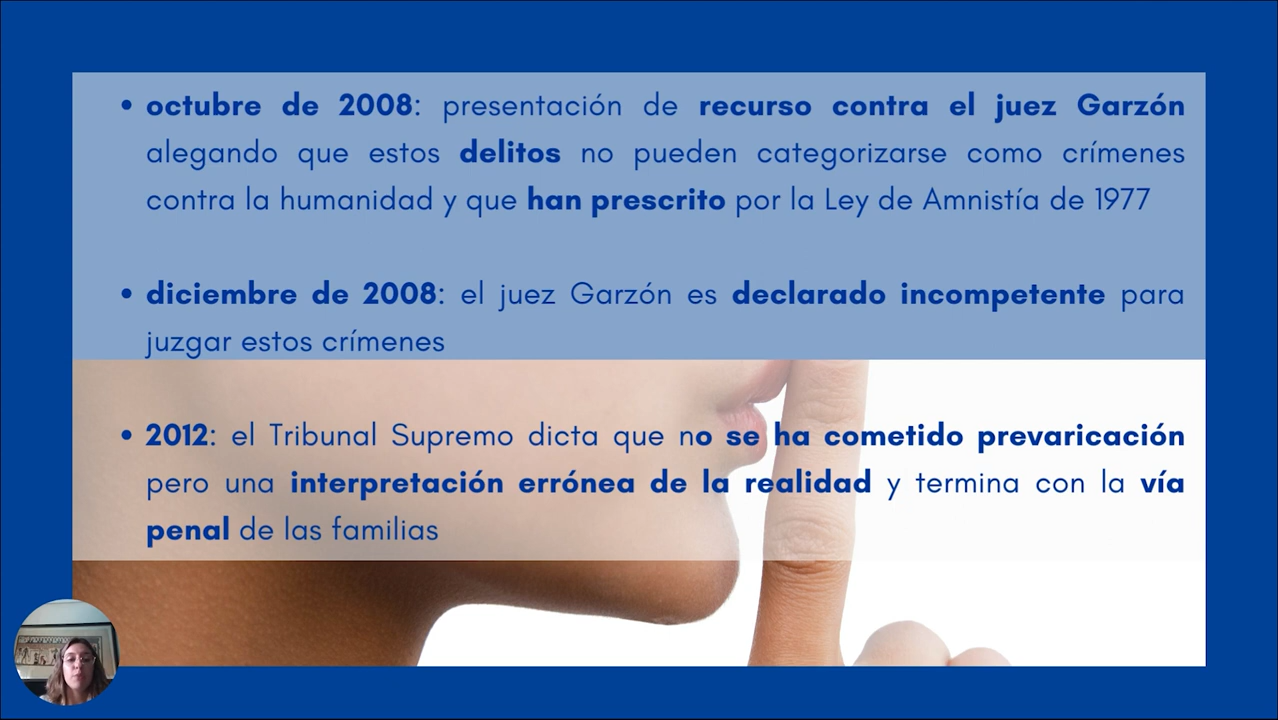 • octubre de 2008: presentación de recurso contra el juez Garzón
alegando que estos delitos no pueden categorizarse como crímenes
contra la humanidad y que han prescrito por la Ley de Amnistía de 1977
• diciembre de 2008: el juez Garzón es declarado incompetente para
juzgar estos crímenes
• 2012: el Tribunal Supremo dicta que no se ha cometido prevaricación
pero una interpretación errónea de la realidad y termina con la vía
penal de las familias